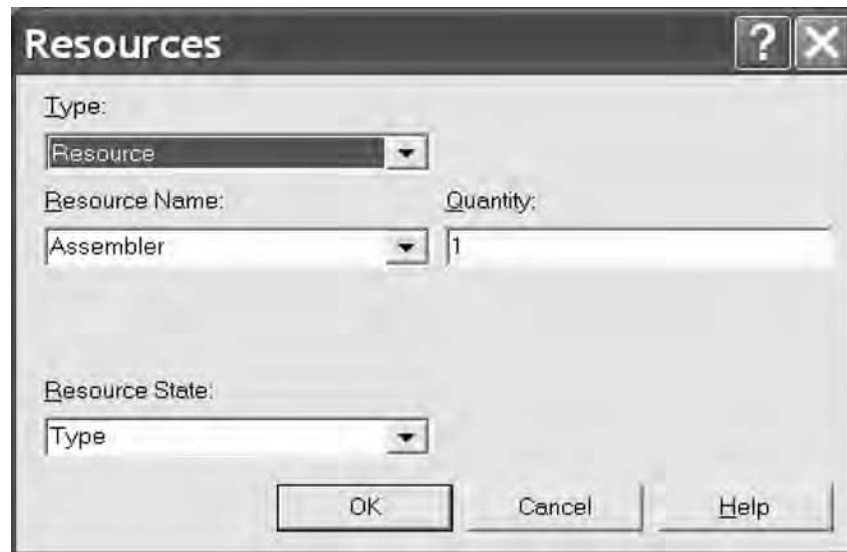 Resources
Type:
Resource
Resource Name: Quantity:
Assembler 1
Resource State:
Type
OK Cancel Help